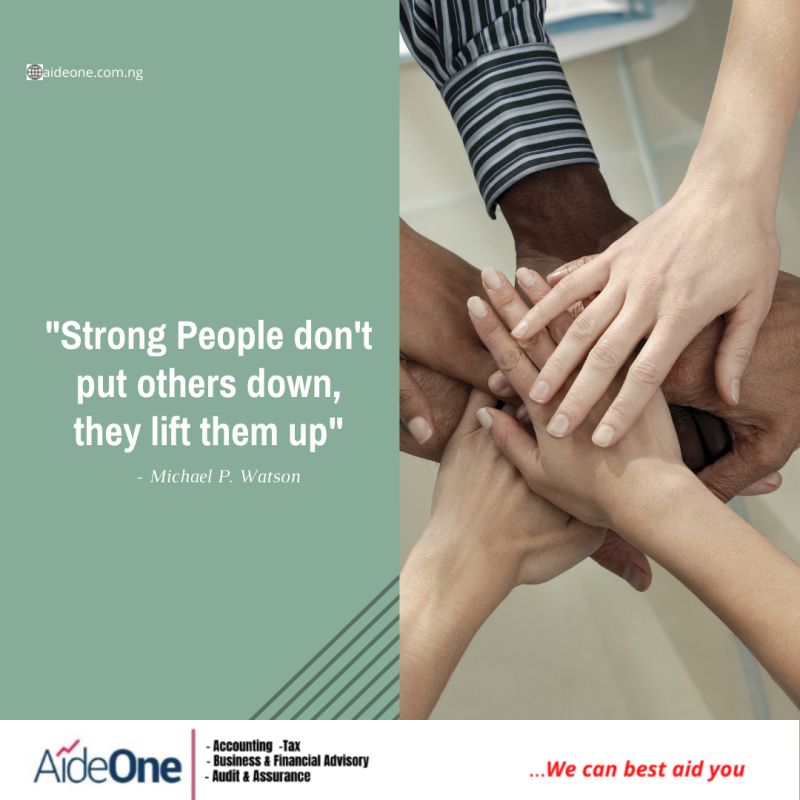 aideone.com.ng
"Strong People don't
put others down,
they lift them up"
- Michael P. Watson
AideOne
- Accounting -Tax
- Business & Financial Advisory
- Audit & Assurance
...We can best aid you